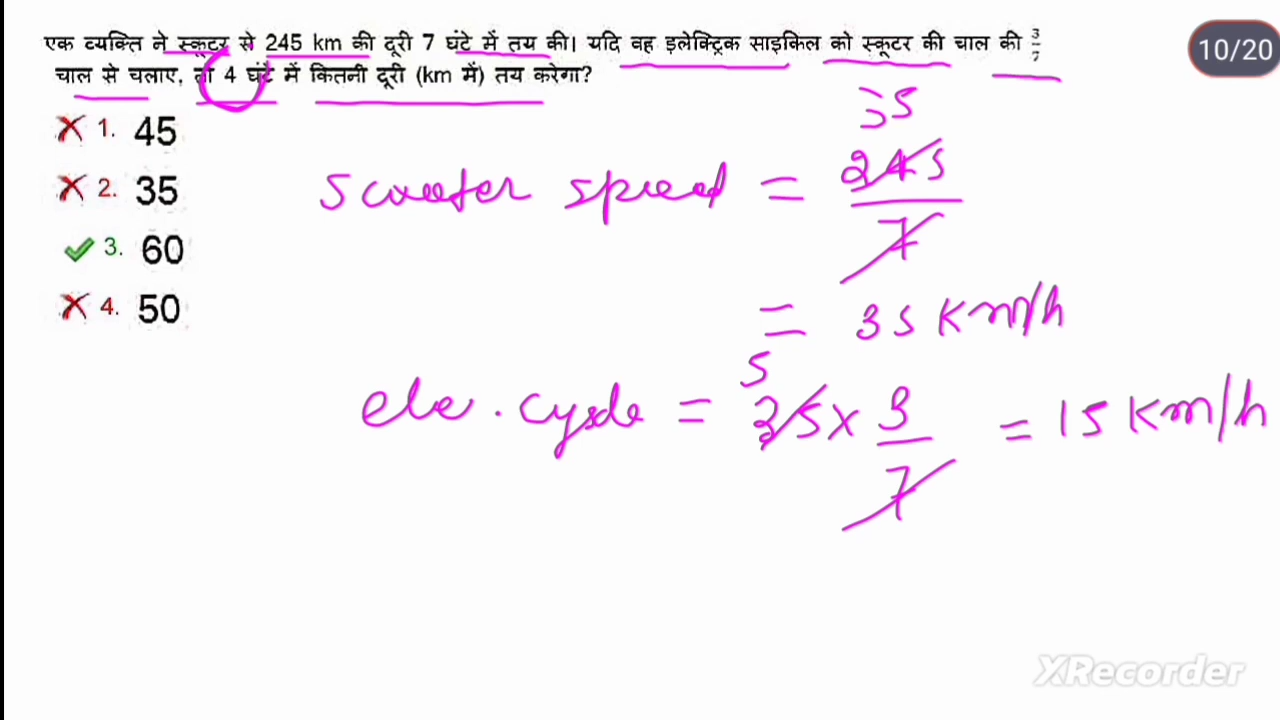 एक व्यक्ति ने स्कूटर से 245 km की दूरी 7 घंटे में तय की। यदि वह इलेक्ट्रिक साइकिल को स्कूटर की चाल की 3/7
चाल से चलाए, तो 4 घंटे में कितनी दूरी (km में) तय करेगा?
10/20
1. 45
2. 35
3. 60
4. 50
35
Scooter speed = 245/7
= 35 Km/h
5
ele. cycle = 35 x 3/7 = 15 Km/h
XRecorder